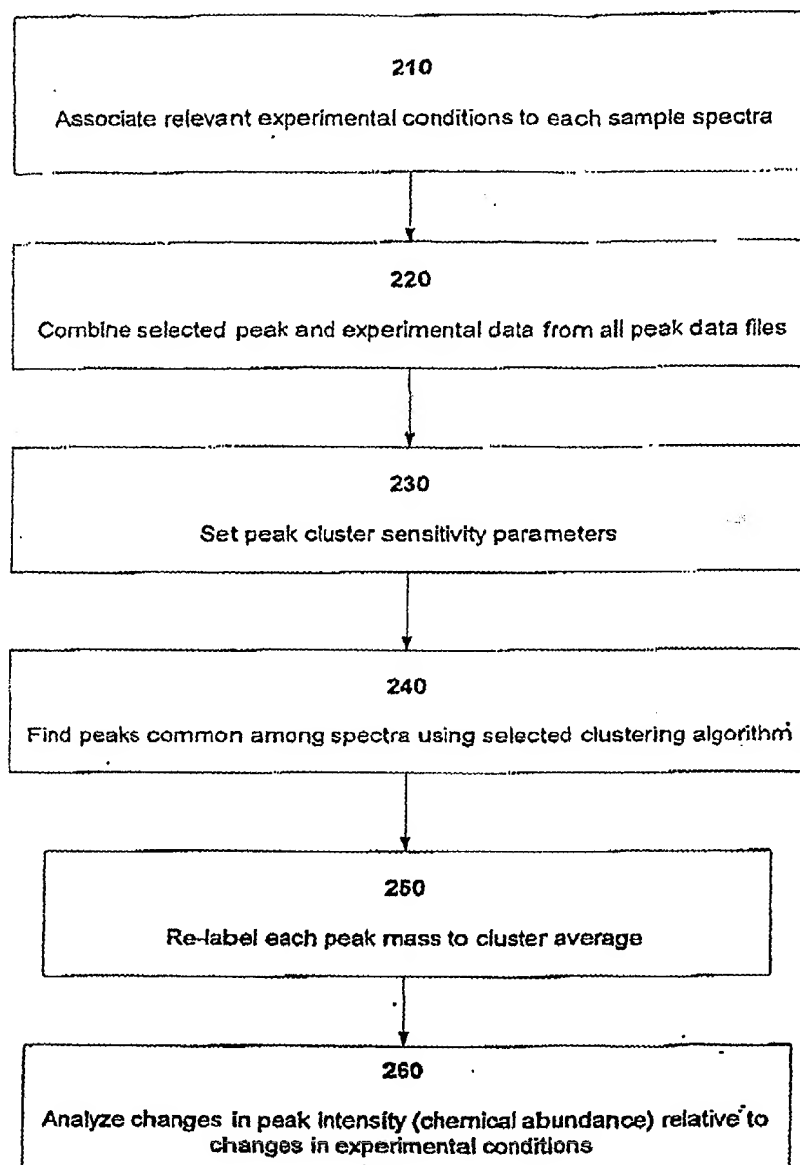 210
Associate relevant experimental conditions to each sample spectra
220
Combine selected peak and experimental data from all peak data files
230
Set peak cluster sensitivity parameters
240
Find peaks common among spectra using selected clustering algorithm
250
Re-label each peak mass to cluster average
260
Analyze changes in peak intensity (chemical abundance) relative to
changes in experimental conditions